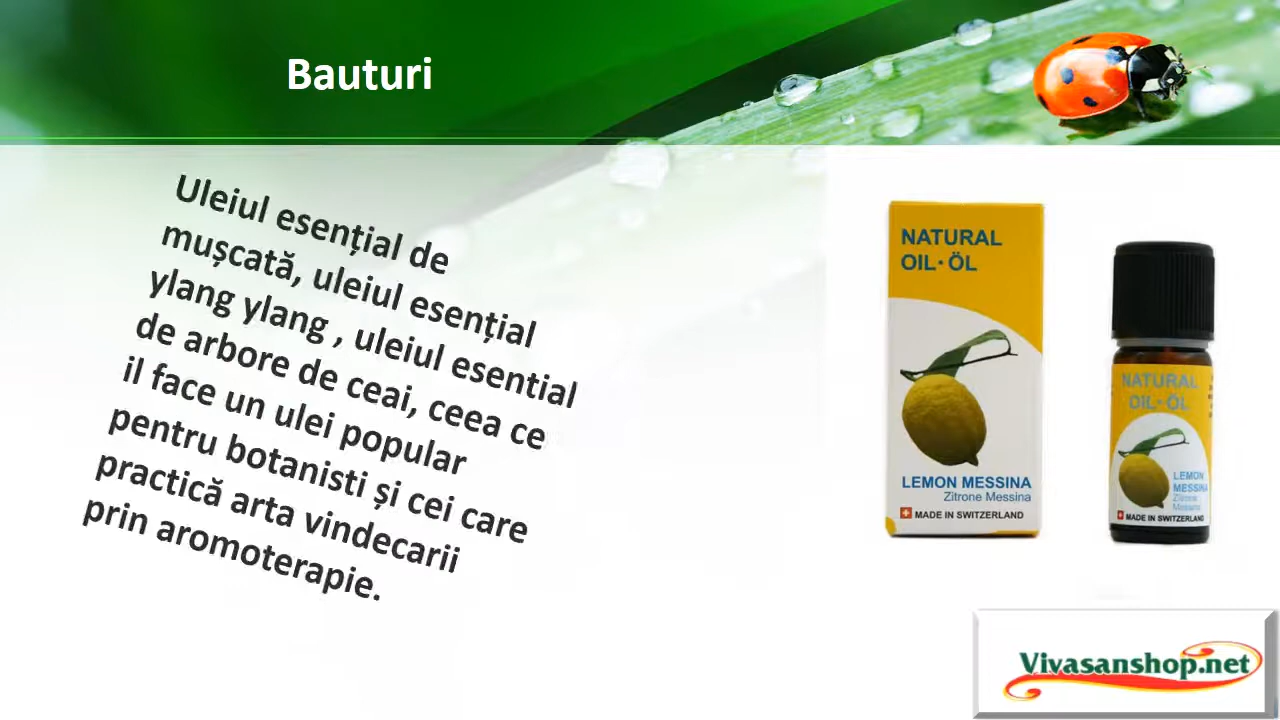 Bauturi
Uleiul esențial de
mușcată, uleiul esențial
ylang ylang , uleiul esential
de arbore de ceai, ceea ce
il face un ulei popular
pentru botanisti și cei care
practică arta vindecarii
prin aromoterapie.
NATURAL
OIL · ÖL
LEMON MESSINA
Zitrone Messina
MADE IN SWITZERLAND
NATURAL
OIL · ÖL
LEMON
MESSINA
Zitrone
Messina
MADE IN SWITZERLAND
Vivasanshop.net